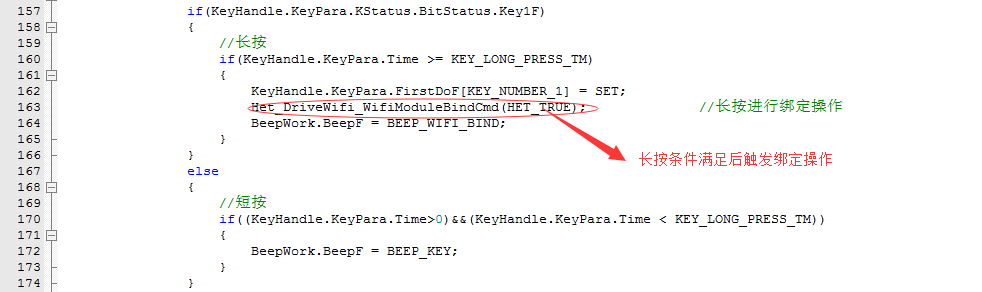 157 if(KeyHandle.KeyPara.KStatus.BitStatus.Key1F)
158 {
159 //长按
160 if(KeyHandle.KeyPara.Time >= KEY_LONG_PRESS_TM)
161 {
162 KeyHandle.KeyPara.FirstDoF[KEY_NUMBER_1] = SET;
163 Het_DriveWifi_WifiModuleBindCmd(HET_TRUE); //长按进行绑定操作
164 BeepWork.BeepF = BEEP_WIFI_BIND;
165 }
长按条件满足后触发绑定操作
166 }
167 else
168 {
169 //短按
170 if((KeyHandle.KeyPara.Time>0)&&(KeyHandle.KeyPara.Time < KEY_LONG_PRESS_TM))
171 {
172 BeepWork.BeepF = BEEP_KEY;
173 }
174 }